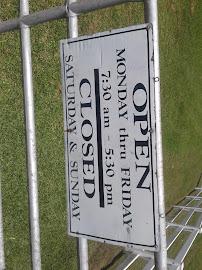 OPEN
MONDAY thru FRIDAY
7:30 am - 5:30 pm
CLOSED
SATURDAY & SUNDAY